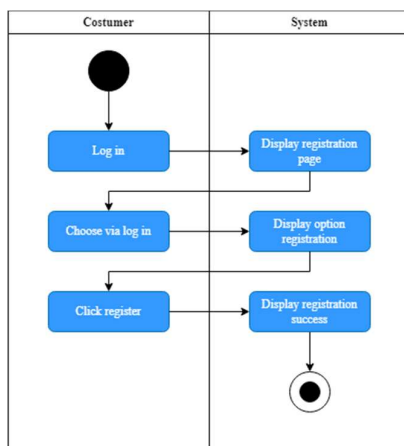 Costumer
System
Log in
Display registration
page
Choose via log in
Display option
registration
Click register
Display registration
success